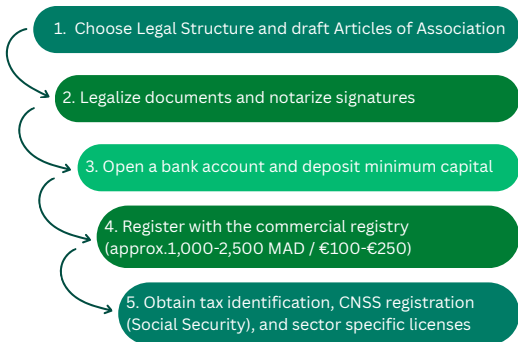 1. Choose Legal Structure and draft Articles of Association
2. Legalize documents and notarize signatures
3. Open a bank account and deposit minimum capital
4. Register with the commercial registry
(approx.1,000-2,500 MAD / €100-€250)
5. Obtain tax identification, CNSS registration
(Social Security), and sector specific licenses